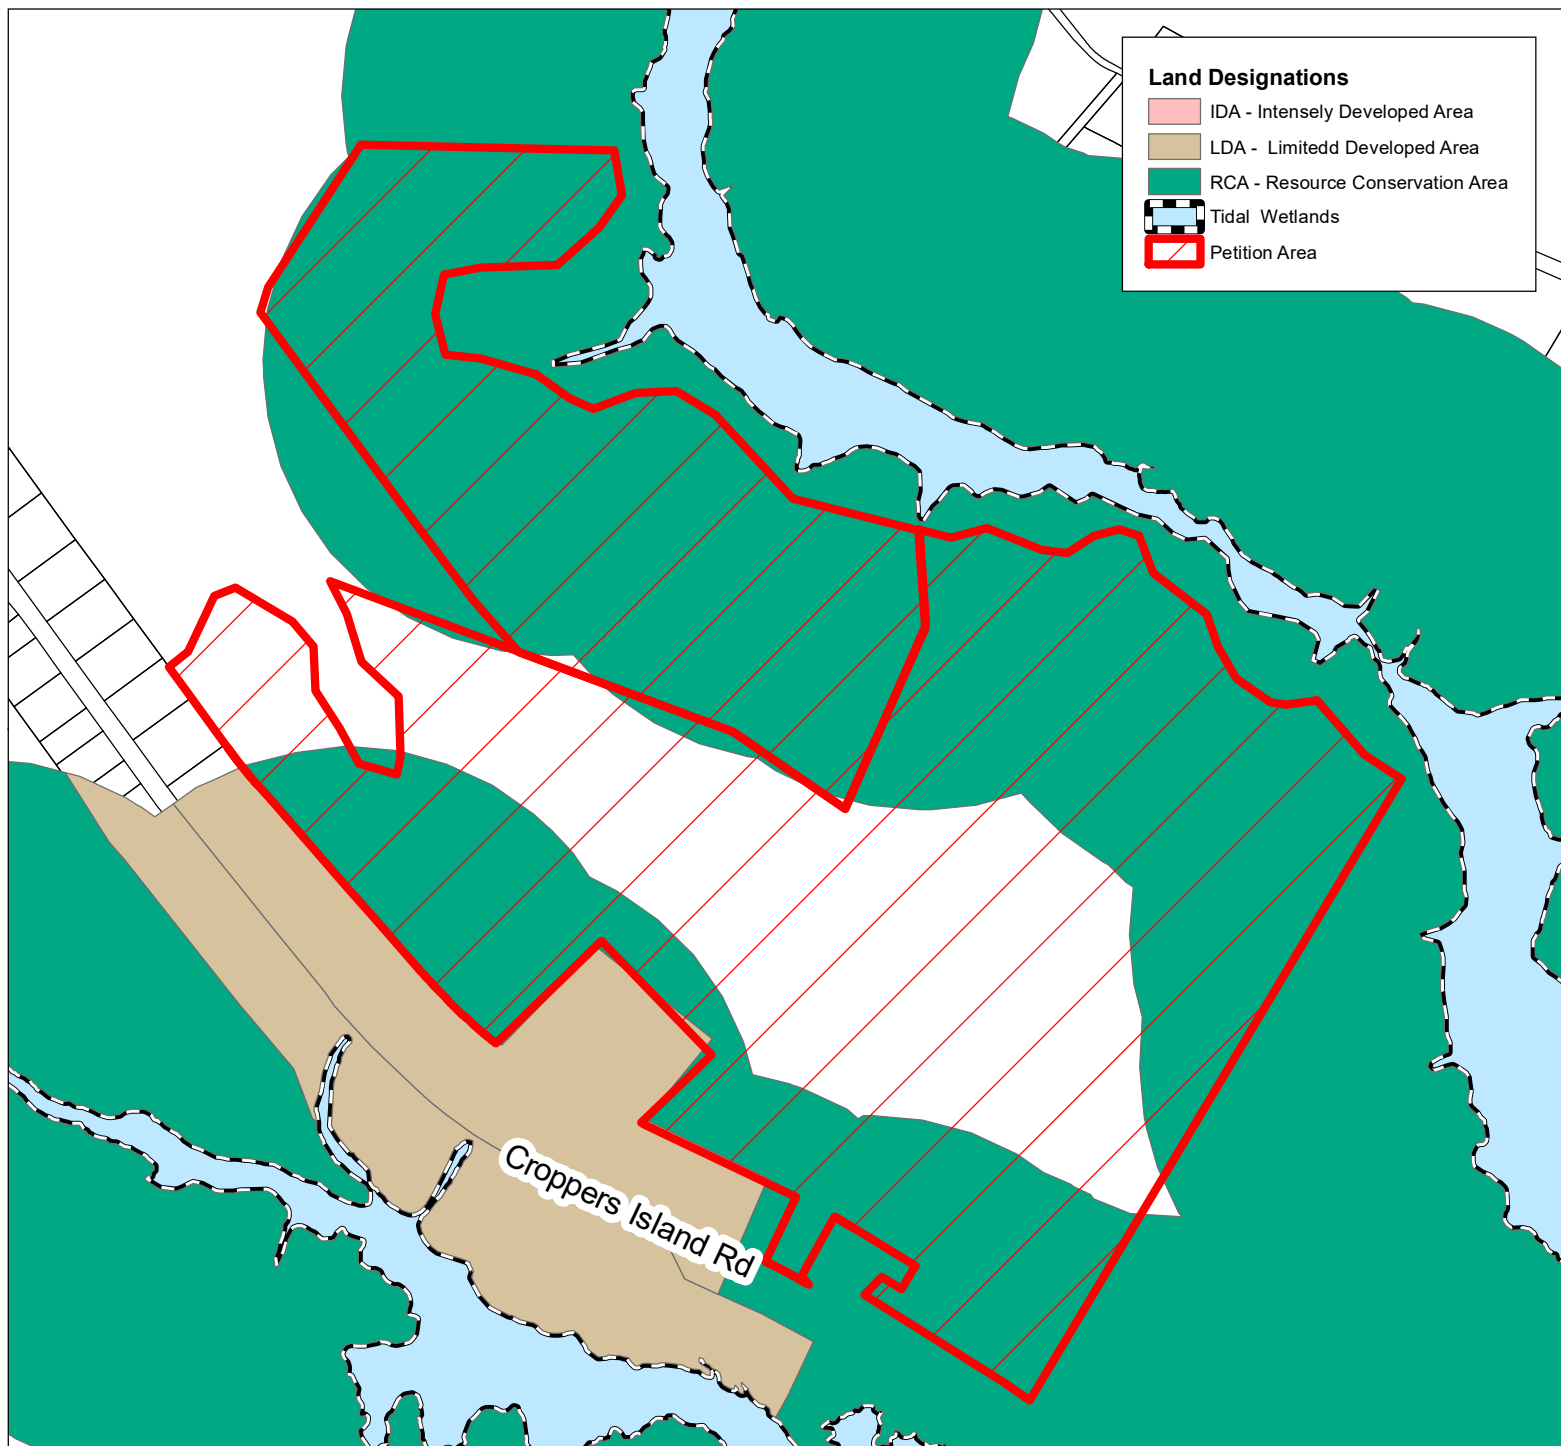 Land Designations
IDA - Intensely Developed Area
LDA - Limitedd Developed Area
RCA - Resource Conservation Area
Tidal Wetlands
Petition Area
Croppers Island Rd